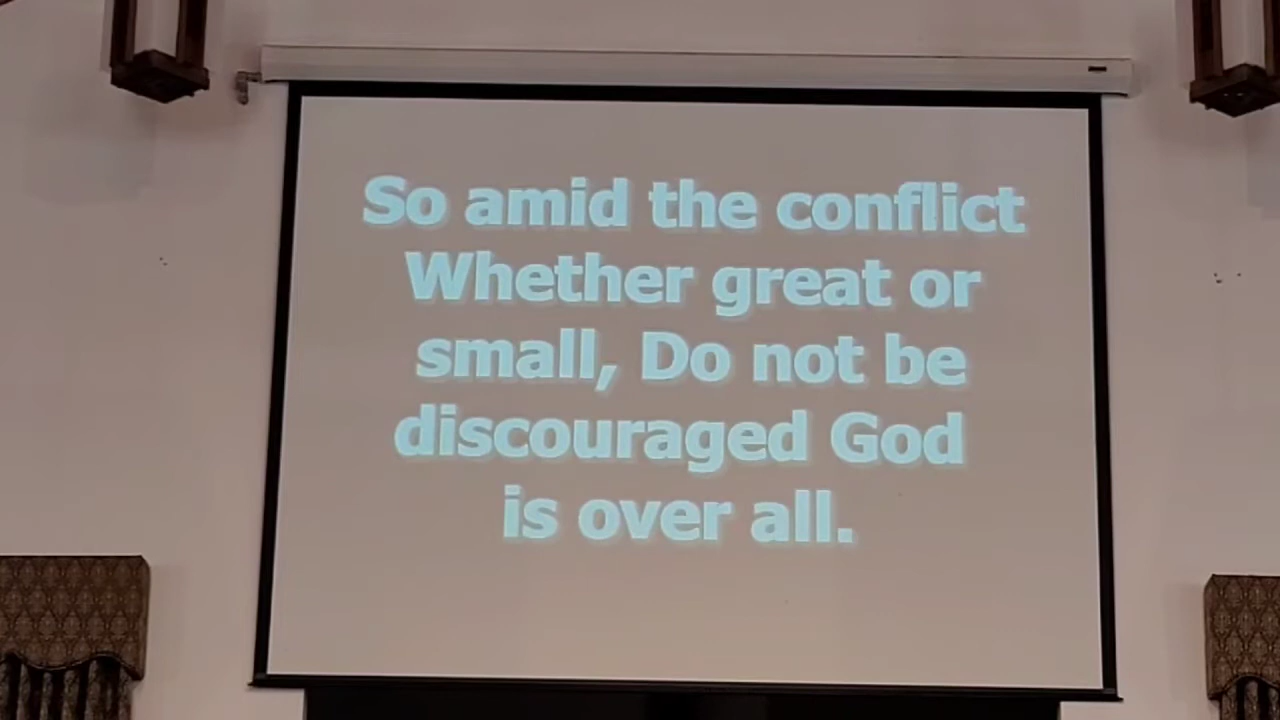 So amid the conflict
Whether great or
small, Do not be
discouraged God
is over all.